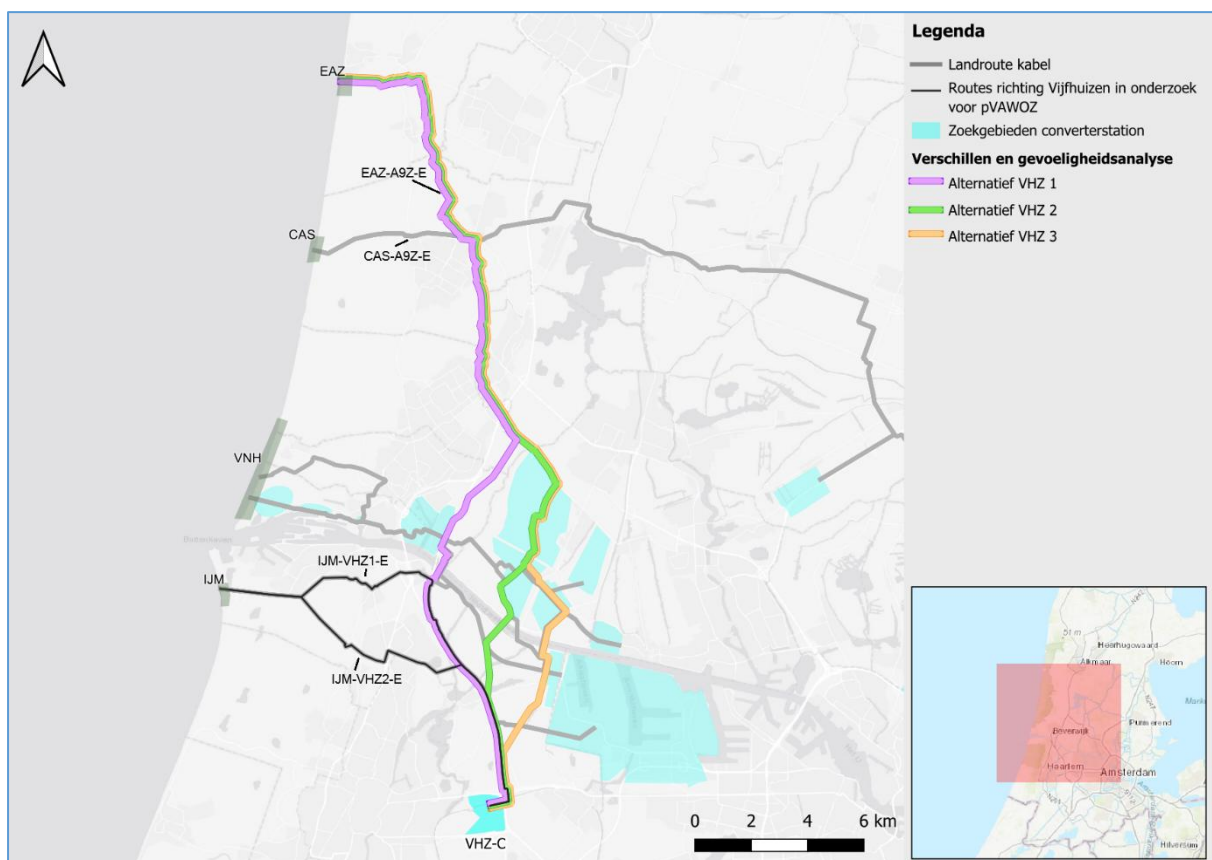 Legenda
Landroute kabel
Routes richting Vijfhuizen in onderzoek
voor pVAWOZ
Zoekgebieden converterstation
Verschillen en gevoeligheidsanalyse
Alternatief VHZ 1
Alternatief VHZ 2
Alternatief VHZ 3
EAZ
EAZ-A9Z-E
CAS
CAS-A9Z-E
VNH
IJM-VHZ1-E
IJM
IJM-VHZ2-E
VHZ-C
0 2 4 6 km
51 m
Heerhugowaard
Alkmaar
Hoorn
Purmerend
Beverwijk
Haarlem
Amsterdam
Hilversum